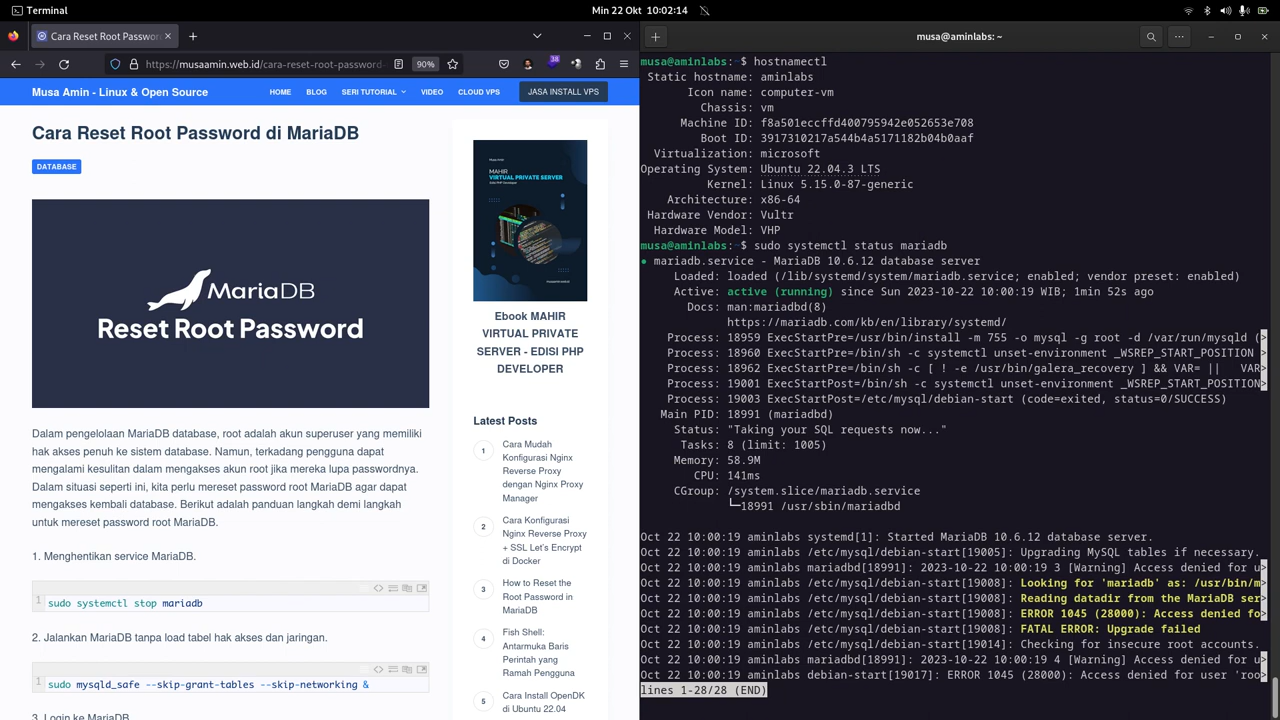 Terminal
Min 22 Okt 10:02:14
Cara Reset Root Passwor
https://musaamin.web.id/cara-reset-root-password-
90%
38
Musa Amin - Linux & Open Source
HOME
BLOG
SERI TUTORIAL
VIDEO
CLOUD VPS
JASA INSTALL VPS
Cara Reset Root Password di MariaDB
DATABASE
MariaDB
Reset Root Password
Dalam pengelolaan MariaDB database, root adalah akun superuser yang memiliki
hak akses penuh ke sistem database. Namun, terkadang pengguna dapat
mengalami kesulitan dalam mengakses akun root jika mereka lupa passwordnya.
Dalam situasi seperti ini, kita perlu mereset password root MariaDB agar dapat
mengakses kembali database. Berikut adalah panduan langkah demi langkah
untuk mereset password root MariaDB.
1. Menghentikan service MariaDB.
1 sudo systemctl stop mariadb
2. Jalankan MariaDB tanpa load tabel hak akses dan jaringan.
1 sudo mysqld_safe --skip-grant-tables --skip-networking &
3. Login ke MariaDB
MAHIR
VIRTUAL PRIVATE
SERVER
Ebook MAHIR
VIRTUAL PRIVATE
SERVER - EDISI PHP
DEVELOPER
Latest Posts
1
Cara Mudah
Konfigurasi Nginx
Reverse Proxy
dengan Nginx Proxy
Manager
2
Cara Konfigurasi
Nginx Reverse Proxy
+ SSL Let's Encrypt
di Docker
3
How to Reset the
Root Password in
MariaDB
4
Fish Shell:
Antarmuka Baris
Perintah yang
Ramah Pengguna
5
Cara Install OpenDK
di Ubuntu 22.04
musa@aminlabs: ~
musa@aminlabs:~$ hostnamectl
Static hostname: aminlabs
Icon name: computer-vm
Chassis: vm
Machine ID: f8a501eccffd400795942e052653e708
Boot ID: 3917310217a544b4a5171182b04b0aaf
Virtualization: microsoft
Operating System: Ubuntu 22.04.3 LTS
Kernel: Linux 5.15.0-87-generic
Architecture: x86-64
Hardware Vendor: Vultr
Hardware Model: VHP
musa@aminlabs:~$ sudo systemctl status mariadb
● mariadb.service - MariaDB 10.6.12 database server
Loaded: loaded (/lib/systemd/system/mariadb.service; enabled; vendor preset: enabled)
Active: active (running) since Sun 2023-10-22 10:00:19 WIB; 1min 52s ago
Docs: man:mariadbd(8)
https://mariadb.com/kb/en/library/systemd/
Process: 18959 ExecStartPre=/usr/bin/install -m 755 -o mysql -g root -d /var/run/mysqld (>
Process: 18960 ExecStartPre=/bin/sh -c systemctl unset-environment _WSREP_START_POSITION >
Process: 18962 ExecStartPre=/bin/sh -c [ ! -e /usr/bin/galera_recovery ] && VAR= || VAR>
Process: 19001 ExecStartPost=/bin/sh -c systemctl unset-environment _WSREP_START_POSITION>
Process: 19003 ExecStartPost=/etc/mysql/debian-start (code=exited, status=0/SUCCESS)
Main PID: 18991 (mariadbd)
Status: "Taking your SQL requests now..."
Tasks: 8 (limit: 1005)
Memory: 58.9M
CPU: 141ms
CGroup: /system.slice/mariadb.service
└─18991 /usr/sbin/mariadbd
Oct 22 10:00:19 aminlabs systemd[1]: Started MariaDB 10.6.12 database server.
Oct 22 10:00:19 aminlabs /etc/mysql/debian-start[19005]: Upgrading MySQL tables if necessary.
Oct 22 10:00:19 aminlabs mariadbd[18991]: 2023-10-22 10:00:19 3 [Warning] Access denied for u>
Oct 22 10:00:19 aminlabs /etc/mysql/debian-start[19008]: Looking for 'mariadb' as: /usr/bin/m>
Oct 22 10:00:19 aminlabs /etc/mysql/debian-start[19008]: Reading datadir from the MariaDB ser>
Oct 22 10:00:19 aminlabs /etc/mysql/debian-start[19008]: ERROR 1045 (28000): Access denied fo>
Oct 22 10:00:19 aminlabs /etc/mysql/debian-start[19008]: FATAL ERROR: Upgrade failed
Oct 22 10:00:19 aminlabs /etc/mysql/debian-start[19014]: Checking for insecure root accounts.
Oct 22 10:00:19 aminlabs mariadbd[18991]: 2023-10-22 10:00:19 4 [Warning] Access denied for u>
Oct 22 10:00:19 aminlabs debian-start[19017]: ERROR 1045 (28000): Access denied for user 'roo>
lines 1-28/28 (END)